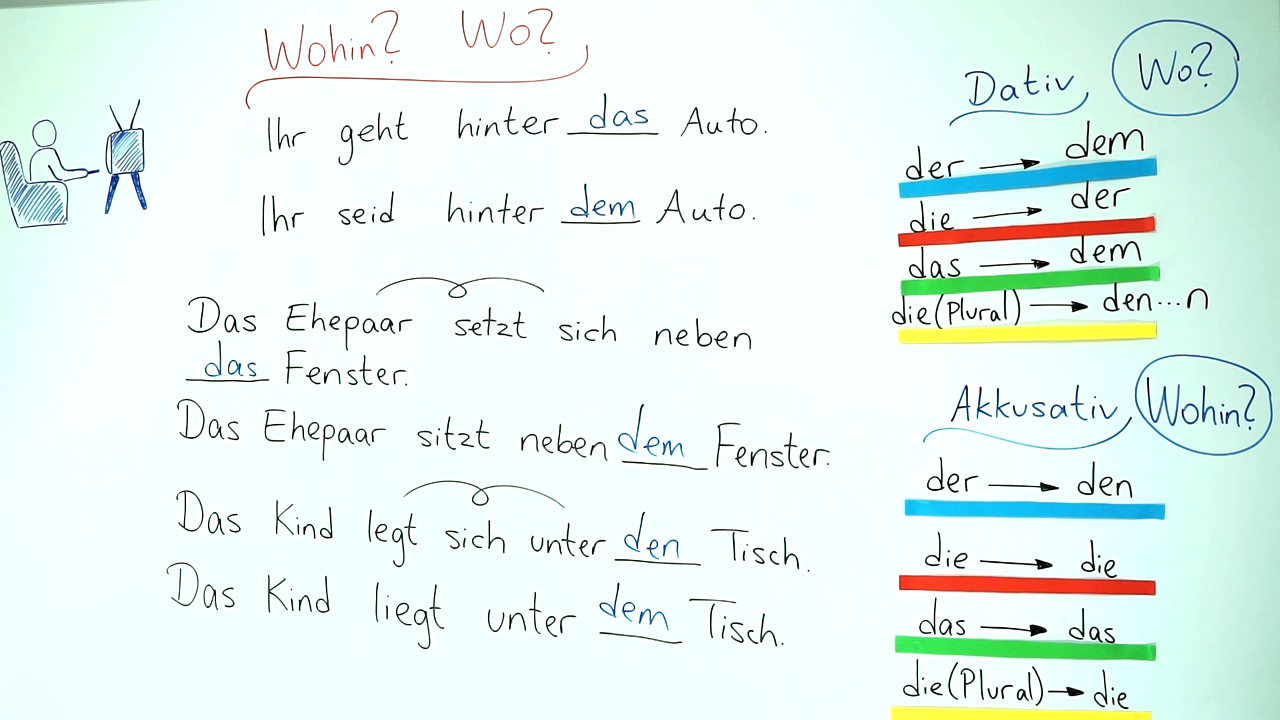 Wohin? Wo?
Ihr geht hinter das Auto.
Ihr seid hinter dem Auto.
Das Ehepaar setzt sich neben
das Fenster.
Das Ehepaar sitzt neben dem Fenster.
Das Kind legt sich unter den Tisch.
Das Kind liegt unter dem Tisch.
Dativ, Wo?
der → dem
die → der
das → dem
die (Plural) → den...n
Akkusativ, Wohin?
der → den
die → die
das → das
die (Plural) → die